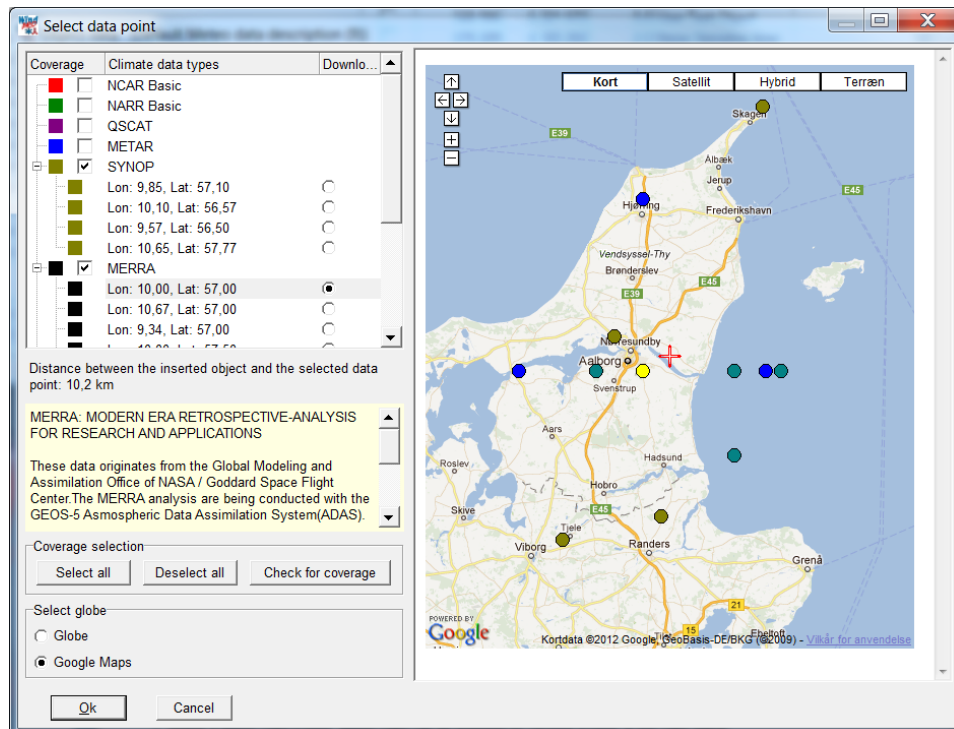 Select data point
Coverage Climate data types Downlo...
NCAR Basic
NARR Basic
QSCAT
METAR
SYNOP
Lon: 9,85, Lat: 57,10
Lon: 10,10, Lat: 56,57
Lon: 9,57, Lat: 56,50
Lon: 10,65, Lat: 57,77
MERRA
Lon: 10,00, Lat: 57,00
Lon: 10,67, Lat: 57,00
Lon: 9,34, Lat: 57,00
Distance between the inserted object and the selected data
point: 10,2 km
MERRA: MODERN ERA RETROSPECTIVE-ANALYSIS
FOR RESEARCH AND APPLICATIONS
These data originates from the Global Modeling and
Assimilation Office of NASA / Goddard Space Flight
Center.The MERRA analysis are being conducted with the
GEOS-5 Asmospheric Data Assimilation System(ADAS).
Coverage selection
Select all Deselect all Check for coverage
Select globe
Globe
Google Maps
Ok Cancel
Kort Satellit Hybrid Terræn
Skagen
E39
Ålbæk
Jerup
E45
Hjørring
Frederikshavn
Vendsyssel-Thy
Brønderslev
E45
E39
Nørresundby
Aalborg
Svenstrup
Aars
Hadsund
Roslev
Hobro
Skive
E45
Tjele
Viborg
Randers
Grenå
21
15
Ebeltoft
POWERED BY
Google
Kortdata ©2012 Google, GeoBasis-DE/BKG (©2009) - Vilkår for anvendelse